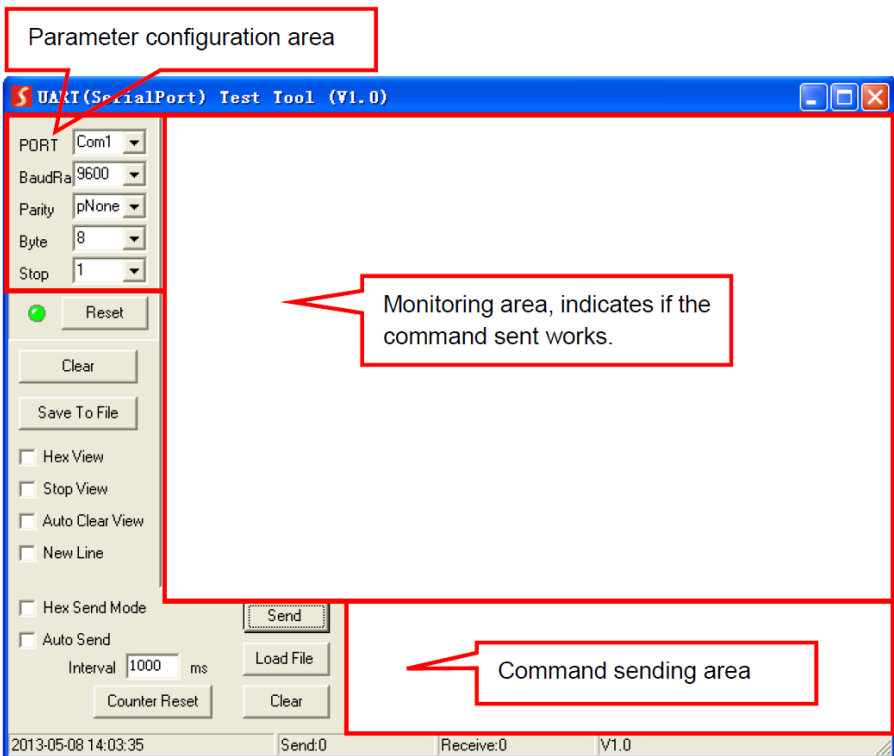 Parameter configuration area
UART(SerialPort) Test Tool (V1.0)
PORT Com1
BaudRa 9600
Parity pNone
Byte 8
Stop 1
Reset
Clear
Save To File
Hex View
Stop View
Auto Clear View
New Line
Monitoring area, indicates if the
command sent works.
Hex Send Mode
Send
Auto Send
Interval 1000 ms
Load File
Counter Reset
Clear
Command sending area
2013-05-08 14:03:35 Send:0 Receive:0 V1.0